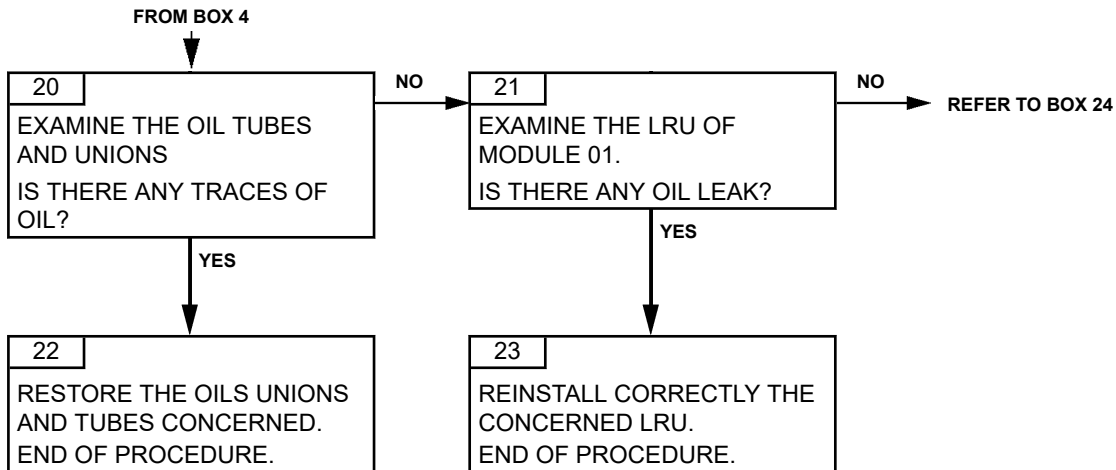 FROM BOX 4
20
EXAMINE THE OIL TUBES
AND UNIONS
IS THERE ANY TRACES OF
OIL?
NO
21
EXAMINE THE LRU OF
MODULE 01.
IS THERE ANY OIL LEAK?
NO
REFER TO BOX 24
YES
YES
22
RESTORE THE OILS UNIONS
AND TUBES CONCERNED.
END OF PROCEDURE.
23
REINSTALL CORRECTLY THE
CONCERNED LRU.
END OF PROCEDURE.